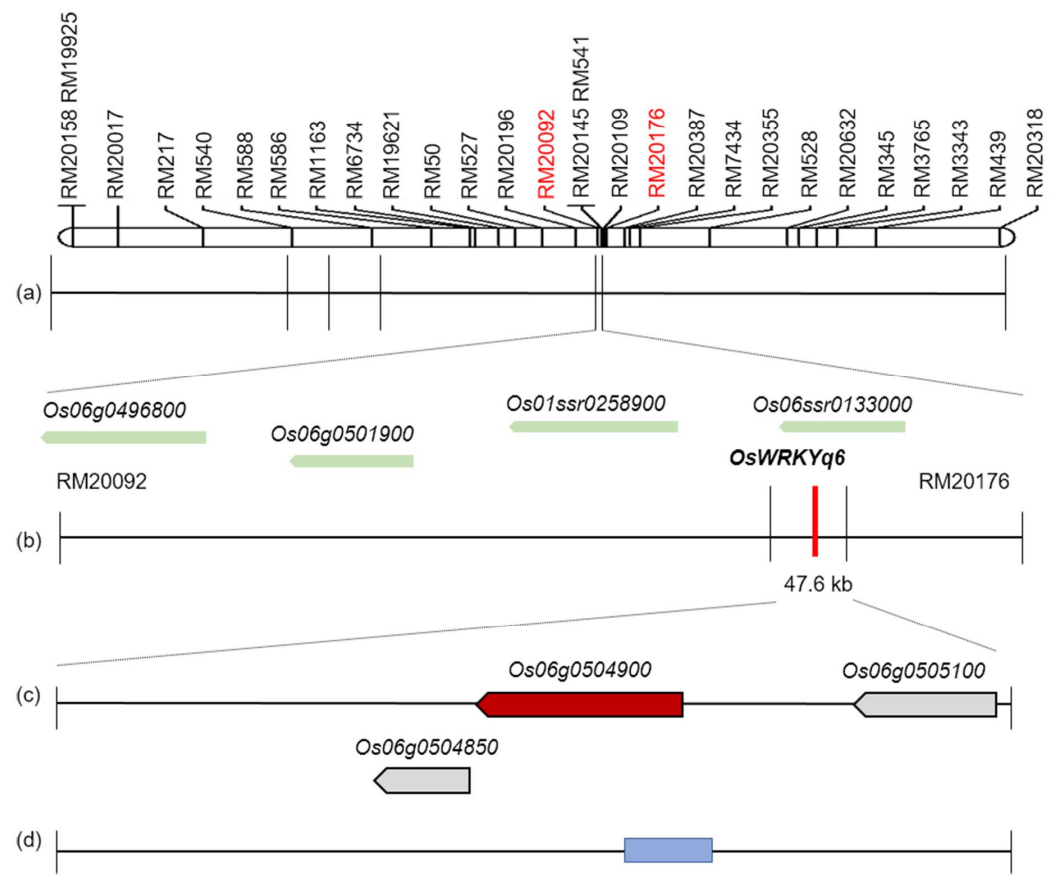 RM20158 RM19925
RM20017
RM217
RM540
RM588
RM586
RM1163
RM6734
RM19621
RM50
RM527
RM20196
RM20092
RM20145 RM541
RM20109
RM20176
RM20387
RM7434
RM20355
RM528
RM20632
RM345
RM3765
RM3343
RM439
RM20318
(a)
Os06g0496800
Os06g0501900
Os01ssr0258900
Os06ssr0133000
OsWRKYq6
RM20092
RM20176
(b)
47.6 kb
(c)
Os06g0504900
Os06g0505100
Os06g0504850
(d)